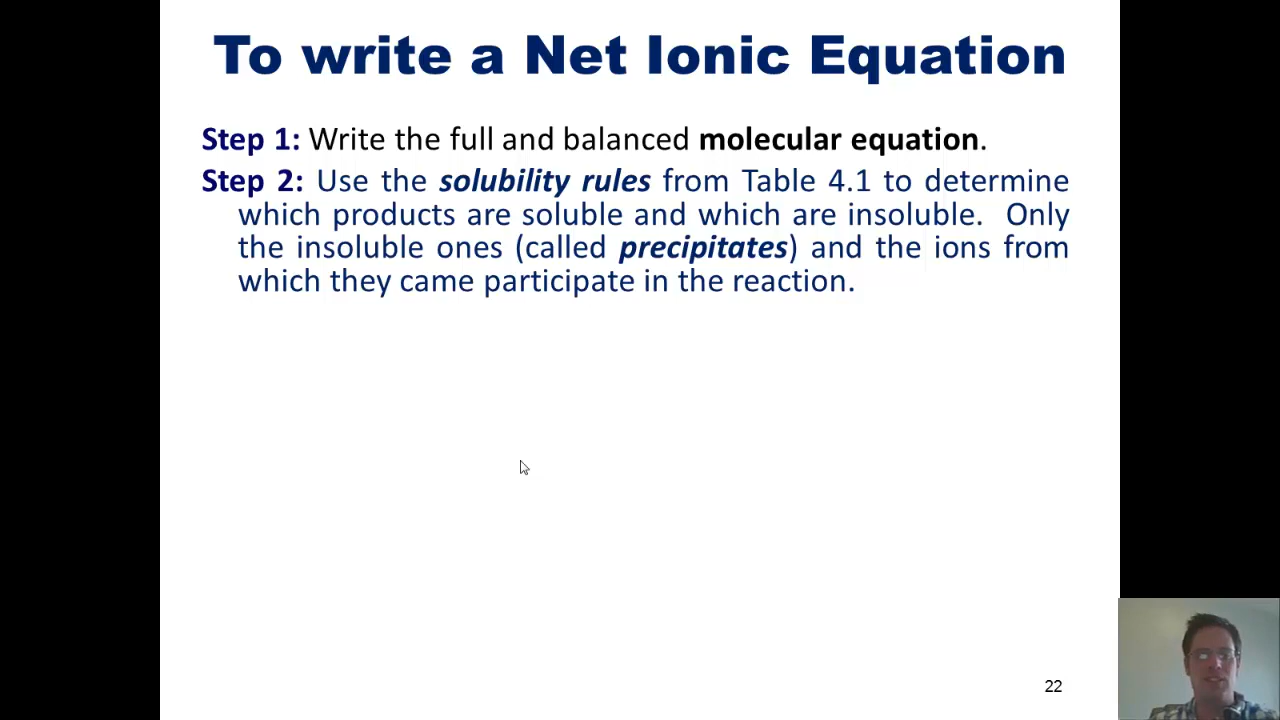 To write a Net Ionic Equation
Step 1: Write the full and balanced molecular equation.
Step 2: Use the solubility rules from Table 4.1 to determine
which products are soluble and which are insoluble. Only
the insoluble ones (called precipitates) and the ions from
which they came participate in the reaction.
22